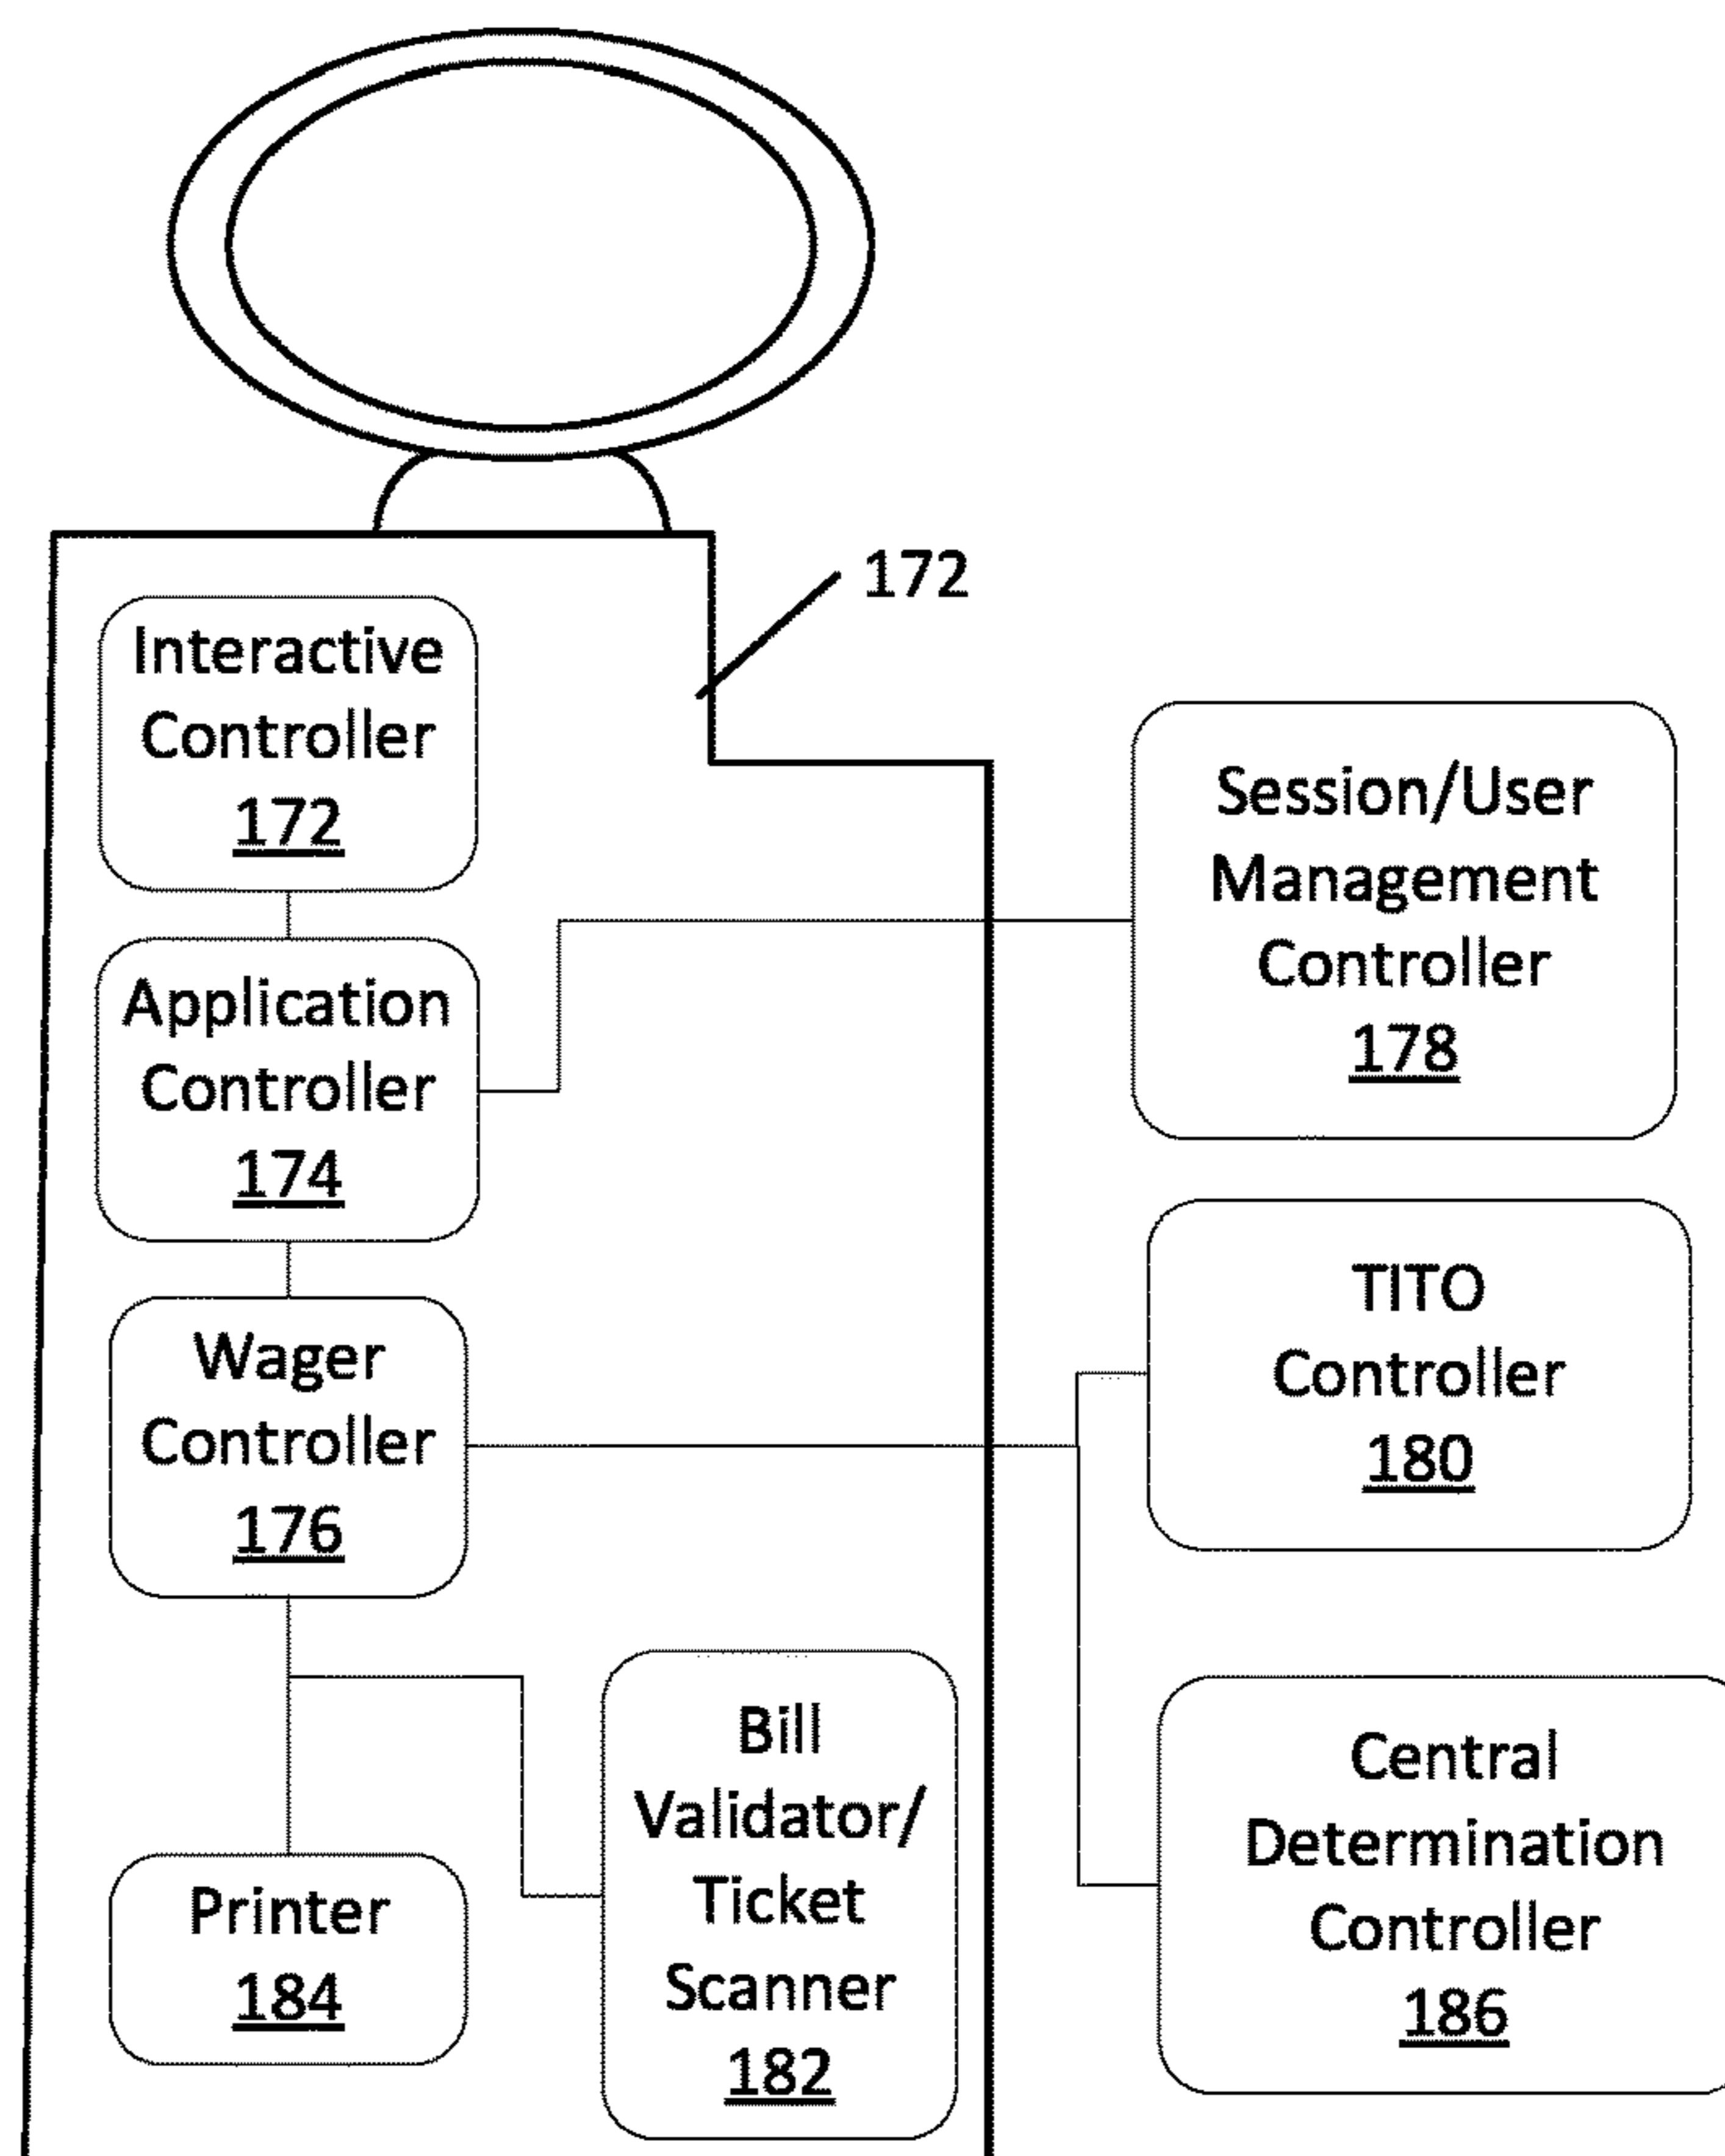 172
Interactive
Controller
172
Application
Controller
174
Wager
Controller
176
Printer
184
Bill
Validator/
Ticket
Scanner
182
Session/User
Management
Controller
178
TITO
Controller
180
Central
Determination
Controller
186